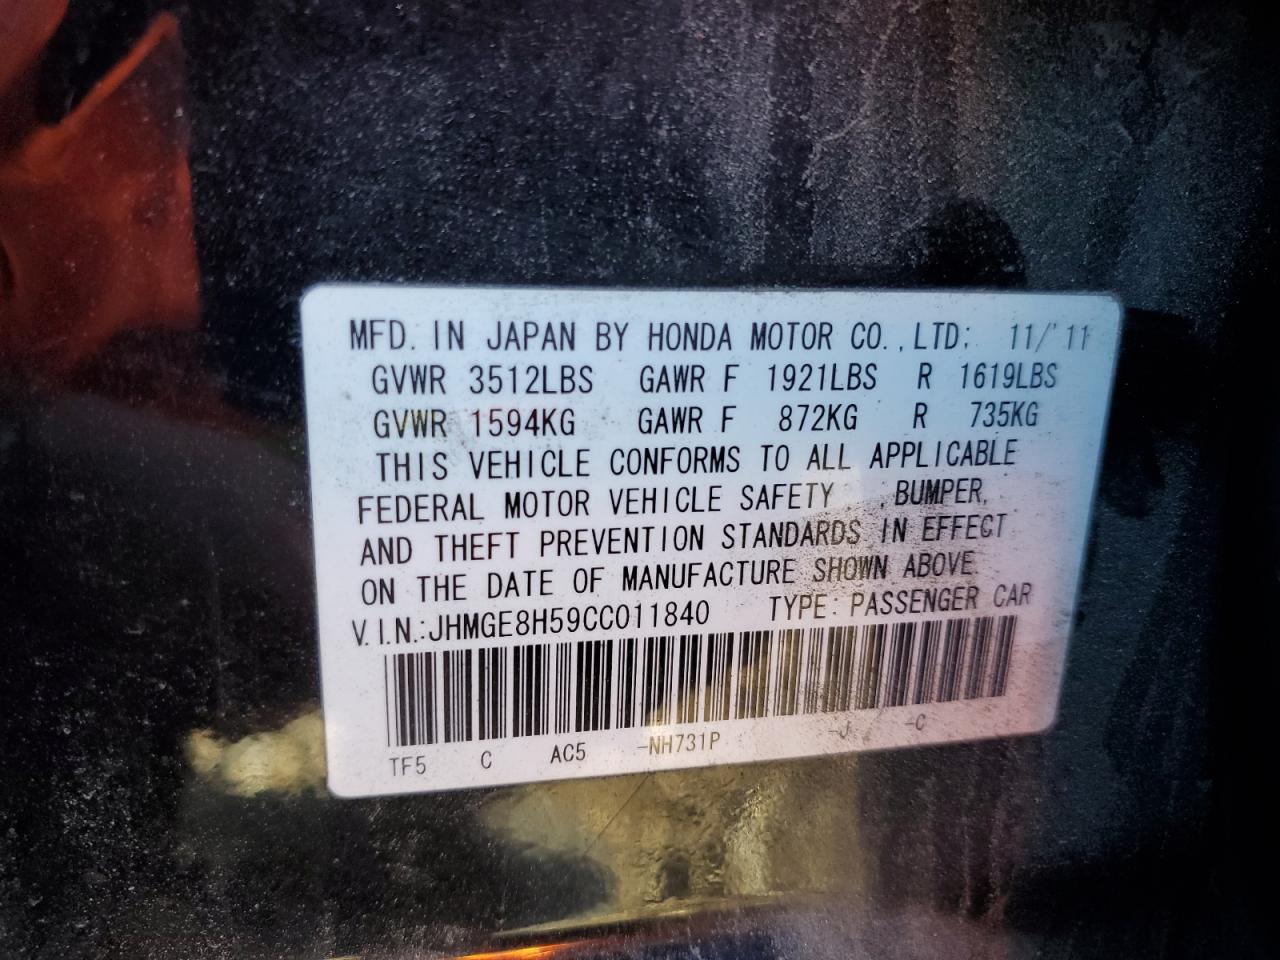 MFD. IN JAPAN BY HONDA MOTOR CO.,LTD; 11/'11
GVWR 3512LBS GAWR F 1921LBS R 1619LBS
GVWR 1594KG GAWR F 872KG R 735KG
THIS VEHICLE CONFORMS TO ALL APPLICABLE
FEDERAL MOTOR VEHICLE SAFETY , BUMPER,
AND THEFT PREVENTION STANDARDS IN EFFECT
ON THE DATE OF MANUFACTURE SHOWN ABOVE.
V.I.N.:JHMGE8H59CC011840 TYPE: PASSENGER CAR
TF5 C AC5 -NH731P -J -C